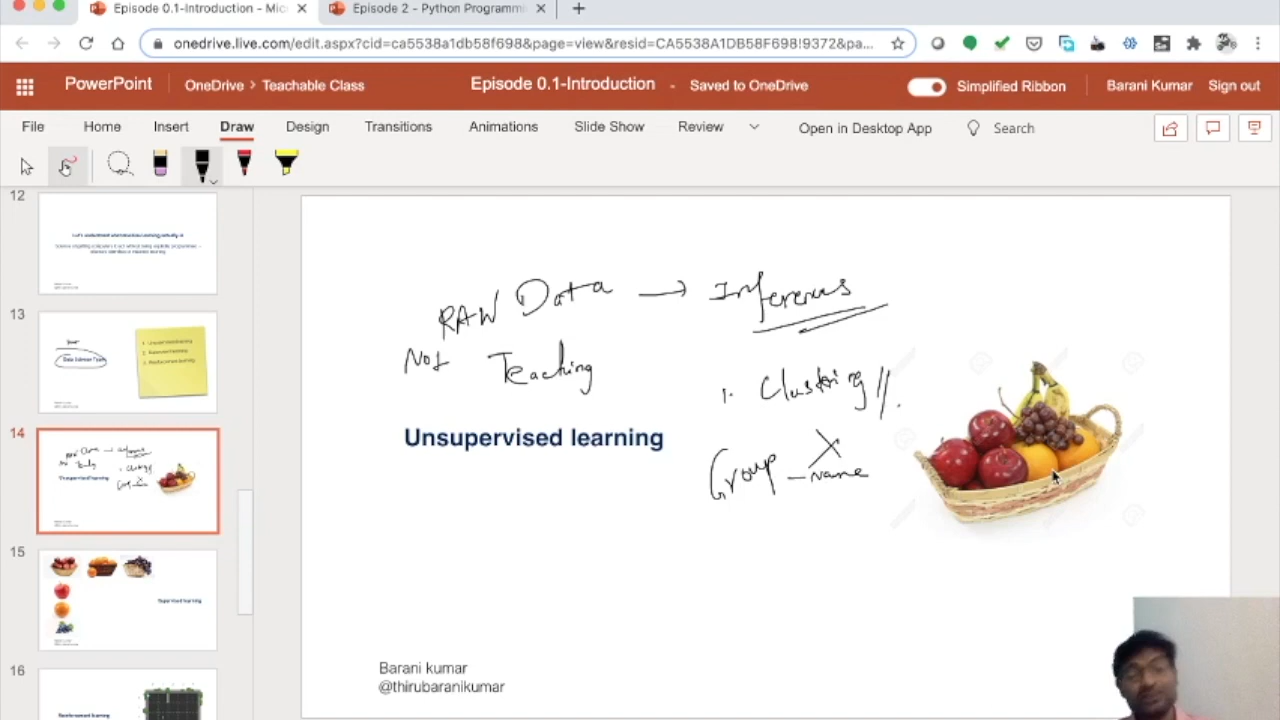 Episode 0.1-Introduction - Mic
Episode 2 - Python Programmi
onedrive.live.com/edit.aspx?cid=ca5538a1db58f698&page=view&resid=CA5538A1DB58F698!9372&pa...
PowerPoint
OneDrive > Teachable Class
Episode 0.1-Introduction - Saved to OneDrive
Simplified Ribbon
Barani Kumar
Sign out
File Home Insert Draw Design Transitions Animations Slide Show Review Open in Desktop App Search
12
13
14
15
16
RAW Data → Inferences
Not Teaching
1. Clustring
Unsupervised learning
Group - name
Barani kumar
@thirubaranikumar